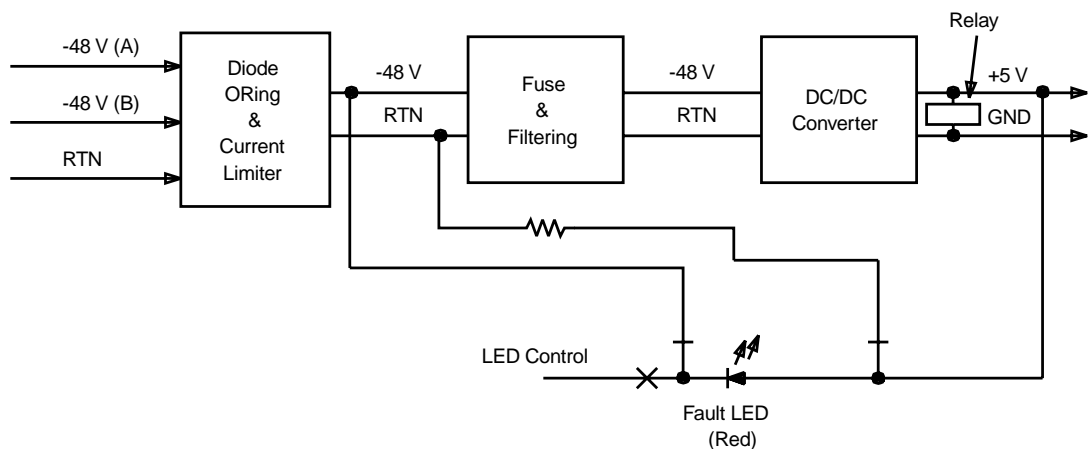 Relay
-48 V (A)
-48 V (B)
RTN
Diode
ORing
&
Current
Limiter
-48 V
RTN
Fuse
&
Filtering
-48 V
RTN
DC/DC
Converter
+5 V
GND
LED Control
Fault LED
(Red)